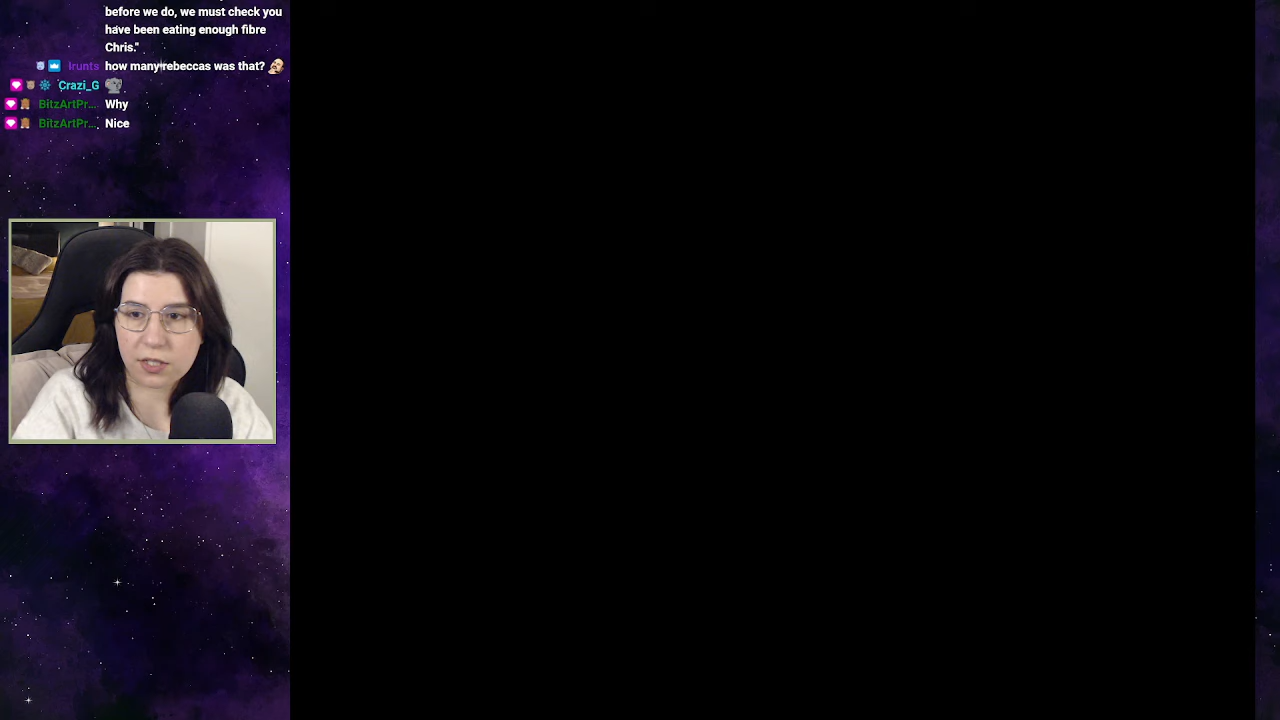 before we do, we must check you
have been eating enough fibre
Chris."
Irunts how many rebeccas was that?
Crazi_G
BitzArtPr... Why
BitzArtPr... Nice